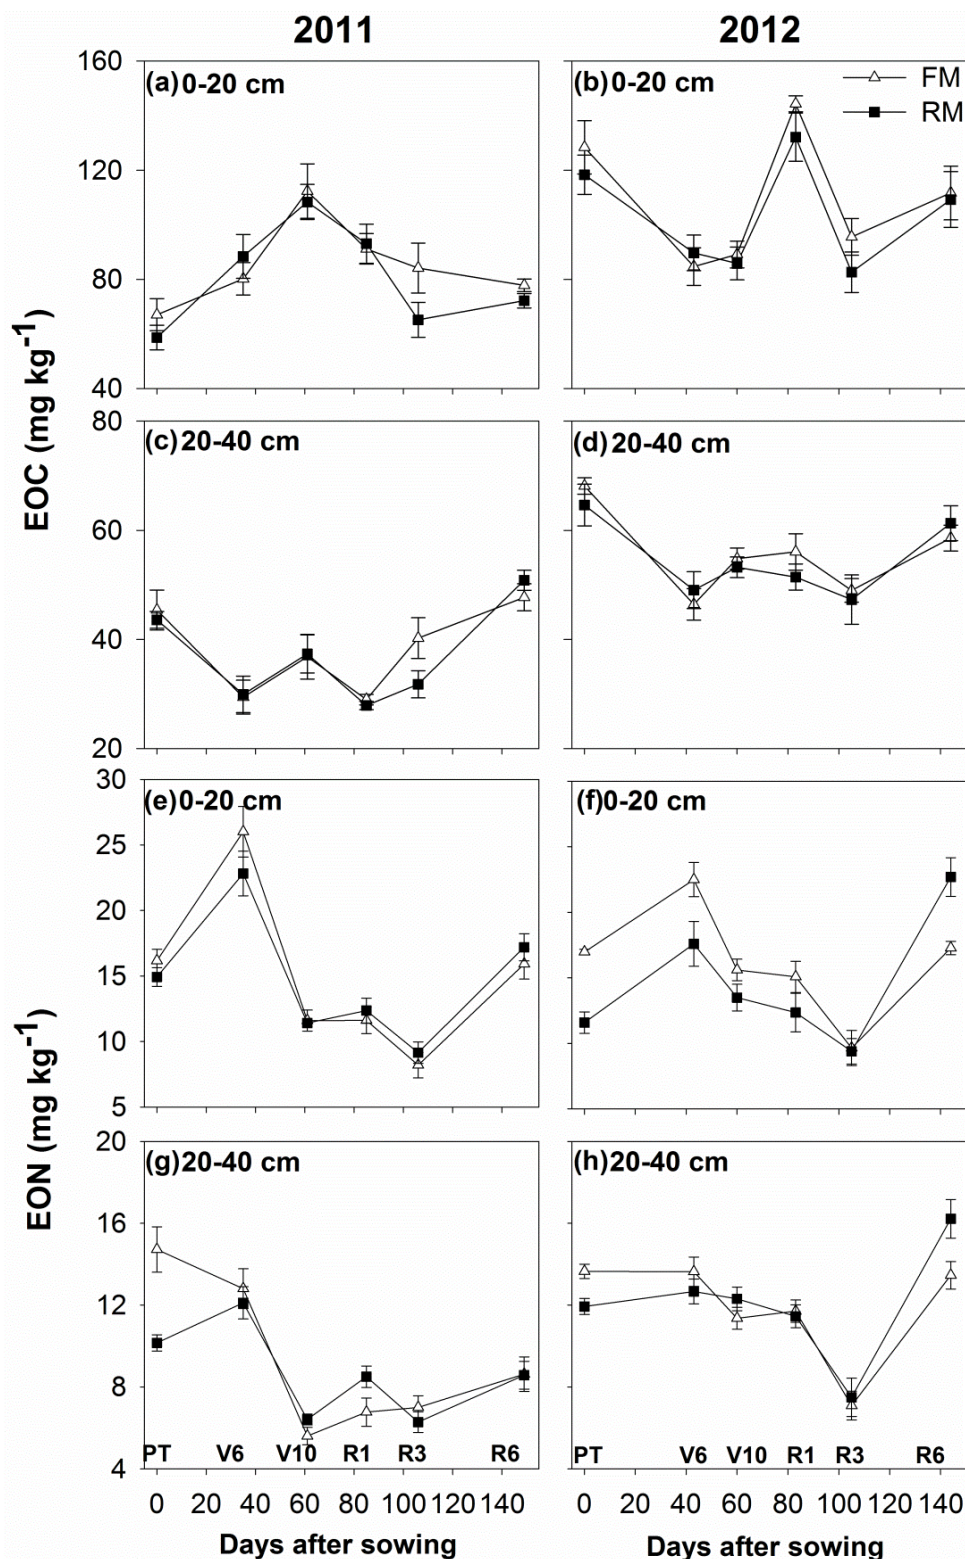 2011 2012
160 (a) 0-20 cm (b) 0-20 cm FM
RM
120
80
40
EOC (mg kg-1)
80 (c) 20-40 cm (d) 20-40 cm
60
40
20
30 (e) 0-20 cm (f) 0-20 cm
25
20
15
10
5
EON (mg kg-1)
20 (g) 20-40 cm (h) 20-40 cm
16
12
8
4
PT V6 V10 R1 R3 R6 PT V6 V10 R1 R3 R6
0 20 40 60 80 100 120 140 0 20 40 60 80 100 120 140
Days after sowing Days after sowing